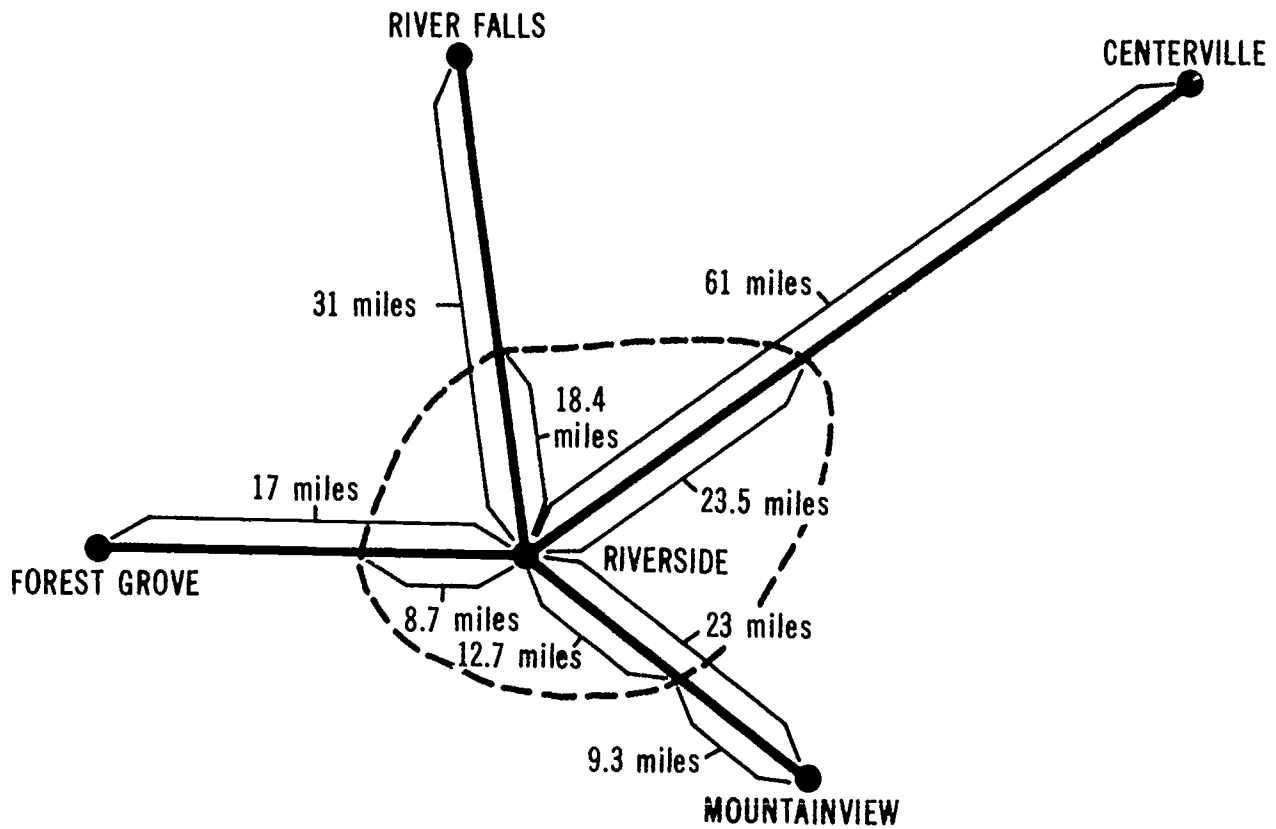 RIVER FALLS
CENTERVILLE
61 miles
31 miles
18.4
miles
17 miles
23.5 miles
RIVERSIDE
FOREST GROVE
8.7 miles
23 miles
12.7 miles
9.3 miles
MOUNTAINVIEW